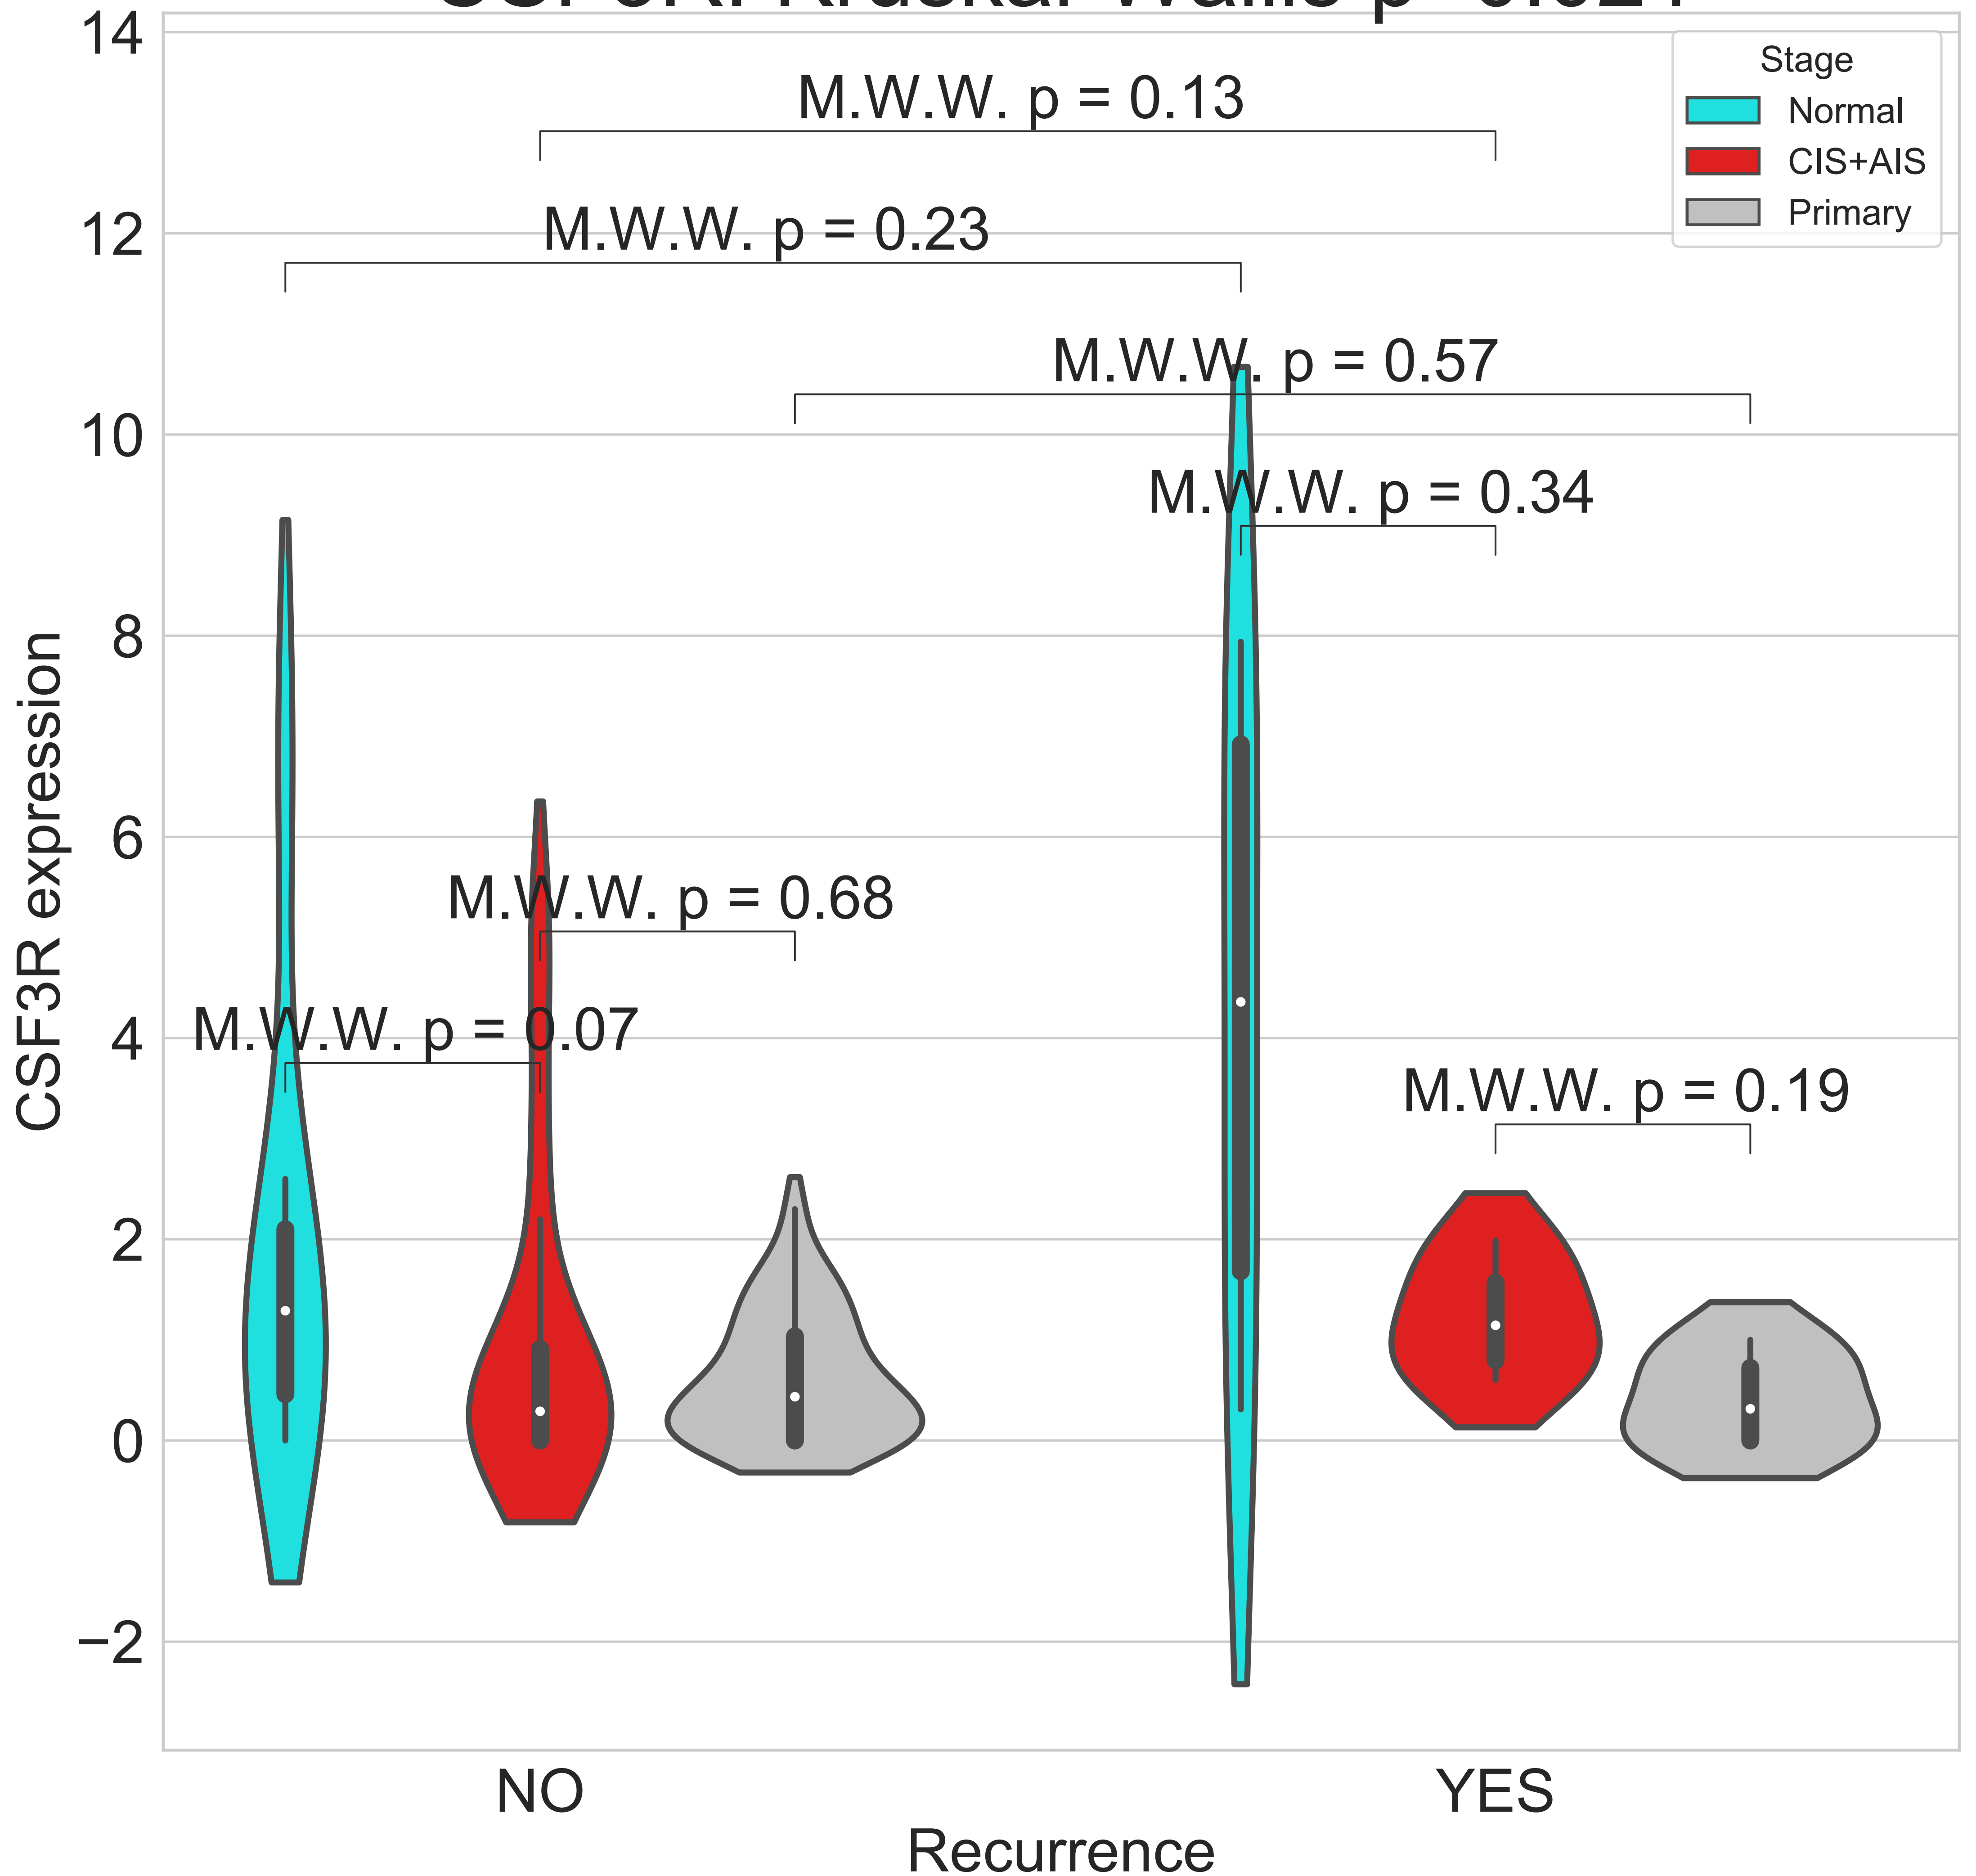 14
12
10
8
6
4
2
0
−2
CSF3R expression
M.W.W. p = 0.13
M.W.W. p = 0.23
M.W.W. p = 0.57
M.W.W. p = 0.34
M.W.W. p = 0.68
M.W.W. p = 0.07
M.W.W. p = 0.19
Stage
Normal
CIS+AIS
Primary
NO
YES
Recurrence